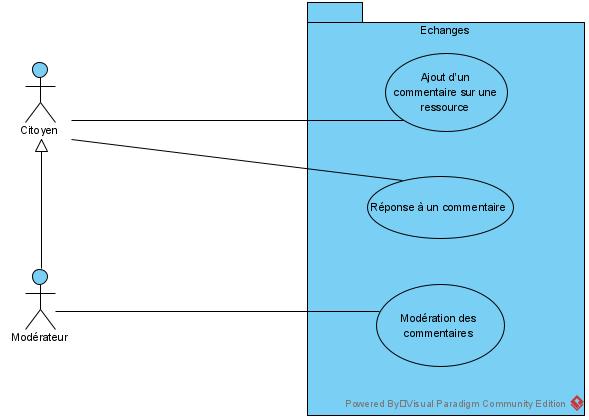 Echanges
Ajout d'un
commentaire sur une
ressource
Citoyen
Réponse à un commentaire
Modération des
commentaires
Modérateur
Powered By Visual Paradigm Community Edition